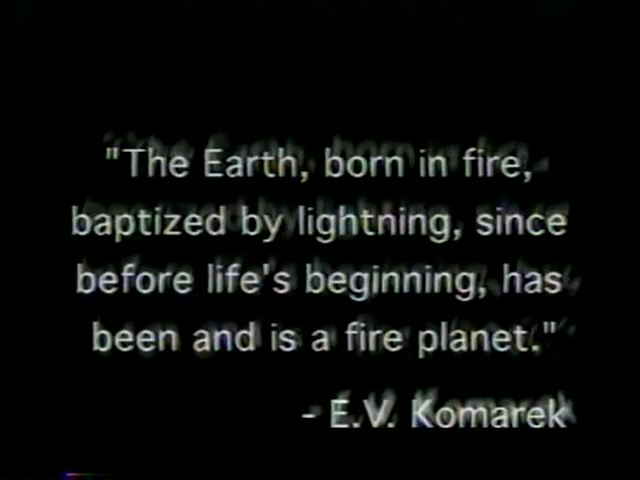 "The Earth, born in fire,
baptized by lightning, since
before life's beginning, has
been and is a fire planet."
- E.V. Komarek